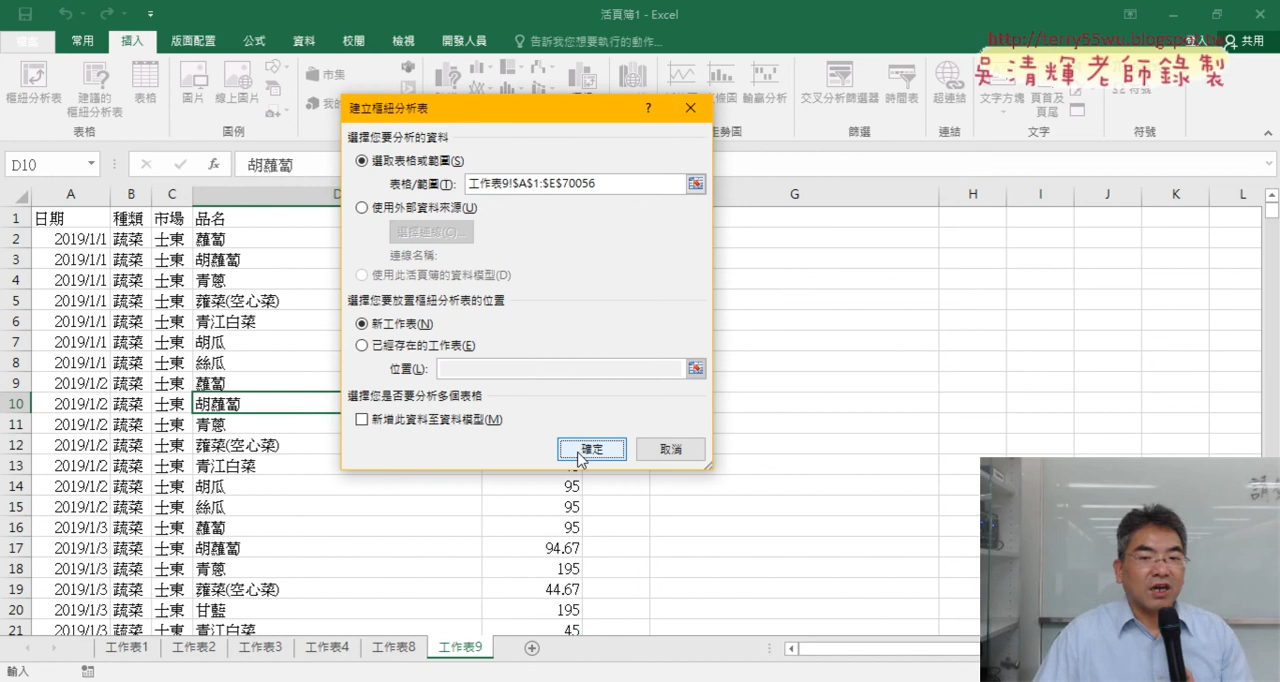 活頁簿1 - Excel
http://terry55wu.blogspot.tw
吳清輝老師錄製
常用 插入 版面配置 公式 資料 校閱 檢視 開發人員 告訴我您想要執行的動作... 共用
樞紐分析表 建議的樞紐分析表 表格 圖片 線上圖片 市集
輸贏分析 交叉分析篩選器 時間表 超連結 文字方塊 頁首及頁尾
表格 圖例 篩選 連結 文字 符號
D10 fx 胡蘿蔔
建立樞紐分析表 ?
選擇您要分析的資料
選取表格或範圍(S)
表格/範圍(T): 工作表9!$A$1:$E$70056
使用外部資料來源(U)
選擇連線(C)...
連線名稱:
使用此活頁簿的資料模型(D)
選擇您要放置樞紐分析表的位置
新工作表(N)
已經存在的工作表(E)
位置(L):
選擇您是否要分析多個表格
新增此資料至資料模型(M)
確定 取消
A B C D G H I J K L
1 日期 種類 市場 品名
2 2019/1/1 蔬菜 士東 蘿蔔
3 2019/1/1 蔬菜 士東 胡蘿蔔
4 2019/1/1 蔬菜 士東 青蔥
5 2019/1/1 蔬菜 士東 蕹菜(空心菜)
6 2019/1/1 蔬菜 士東 青江白菜
7 2019/1/1 蔬菜 士東 胡瓜
8 2019/1/1 蔬菜 士東 絲瓜
9 2019/1/2 蔬菜 士東 蘿蔔
10 2019/1/2 蔬菜 士東 胡蘿蔔
11 2019/1/2 蔬菜 士東 青蔥
12 2019/1/2 蔬菜 士東 蕹菜(空心菜)
13 2019/1/2 蔬菜 士東 青江白菜
14 2019/1/2 蔬菜 士東 胡瓜 95
15 2019/1/2 蔬菜 士東 絲瓜 95
16 2019/1/3 蔬菜 士東 蘿蔔 95
17 2019/1/3 蔬菜 士東 胡蘿蔔 94.67
18 2019/1/3 蔬菜 士東 青蔥 195
19 2019/1/3 蔬菜 士東 蕹菜(空心菜) 44.67
20 2019/1/3 蔬菜 士東 甘藍 195
21 2019/1/3 蔬菜 士東 青江白菜 45
工作表1 工作表2 工作表3 工作表4 工作表8 工作表9
輸入